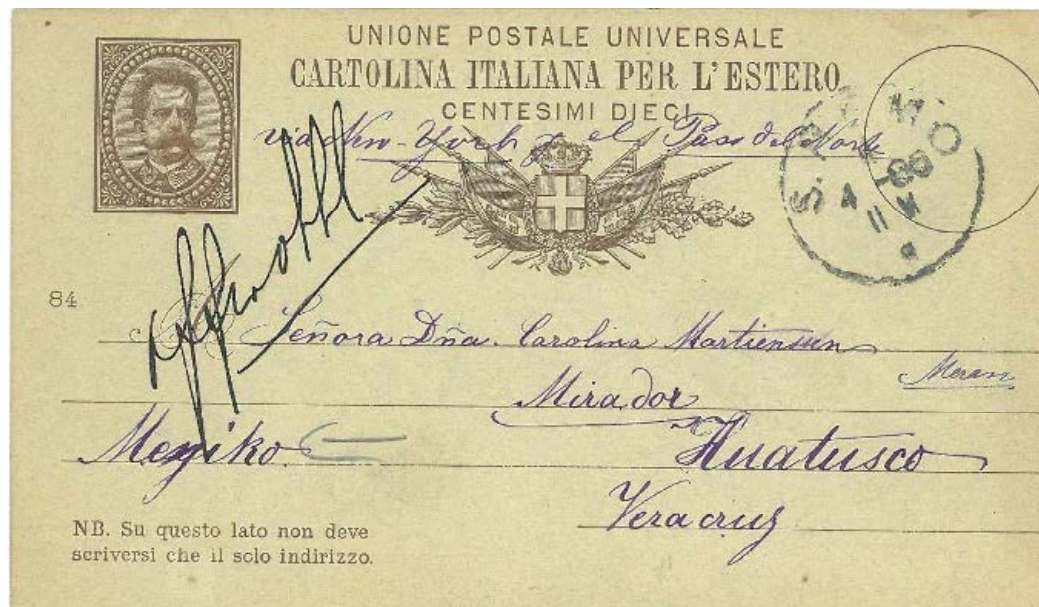 UNIONE POSTALE UNIVERSALE
CARTOLINA ITALIANA PER L'ESTERO
CENTESIMI DIECI
via New-York y el Paso del Norte
84
Señora Dña. Carolina Martiensen
Meran
Mirador
Mexiko
Huatusco
Veracruz
NB. Su questo lato non deve
scriversi che il solo indirizzo.